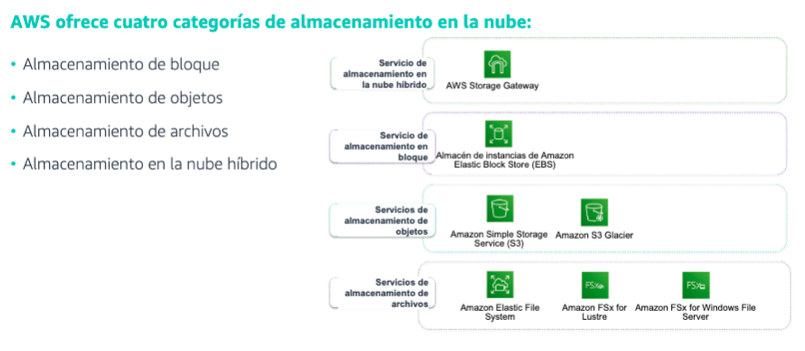 AWS ofrece cuatro categorías de almacenamiento en la nube:
• Almacenamiento de bloque
• Almacenamiento de objetos
• Almacenamiento de archivos
• Almacenamiento en la nube híbrido
Servicio de
almacenamiento en
la nube híbrido
AWS Storage Gateway
Servicio de
almacenamiento en
bloque
Almacén de instancias de Amazon
Elastic Block Store (EBS)
Servicios de
almacenamiento de
objetos
Amazon Simple Storage
Service (S3)
Amazon S3 Glacier
Servicios de
almacenamiento de
archivos
Amazon Elastic File
System
FSx
Amazon FSx for
Lustre
FSx
Amazon FSx for Windows File
Server